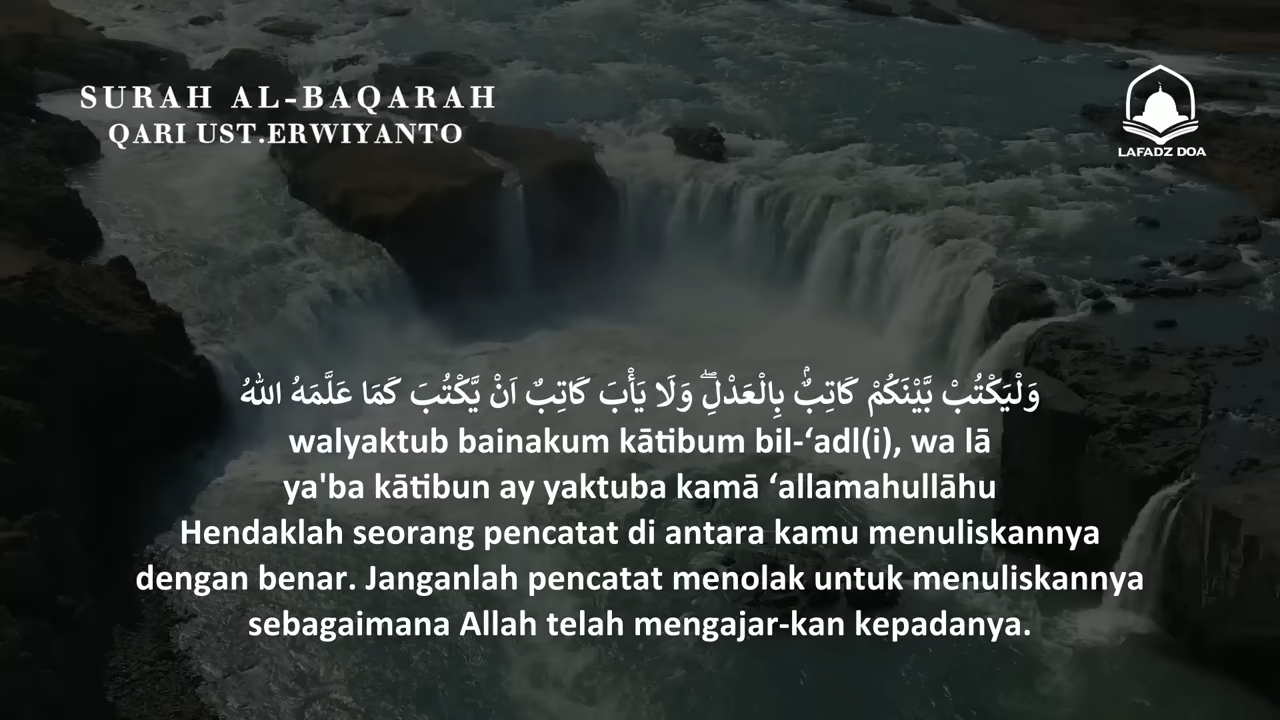 SURAH AL-BAQARAH
QARI UST.ERWIYANTO
LAFADZ DOA
وَلْيَكْتُبْ بَّيْنَكُمْ كَاتِبٌۢ بِالْعَدْلِۖ وَلَا يَأْبَ كَاتِبٌ اَنْ يَّكْتُبَ كَمَا عَلَّمَهُ اللّٰهُ
walyaktub bainakum kātibum bil-‘adl(i), wa lā
ya'ba kātibun ay yaktuba kamā ‘allamahullāhu
Hendaklah seorang pencatat di antara kamu menuliskannya
dengan benar. Janganlah pencatat menolak untuk menuliskannya
sebagaimana Allah telah mengajar-kan kepadanya.